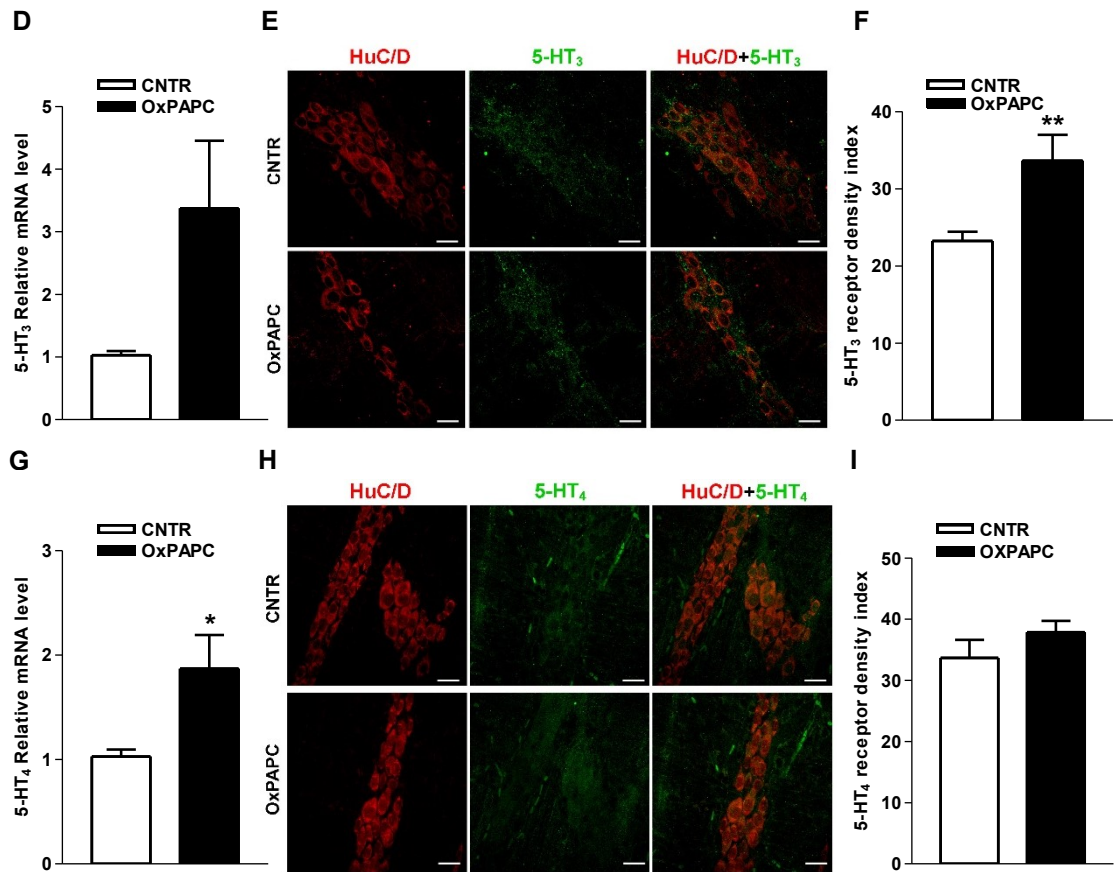 D
CNTR
OxPAPC
5-HT₃ Relative mRNA level
5
4
3
2
1
0
E
HuC/D
5-HT₃
HuC/D+5-HT₃
CNTR
OxPAPC
F
CNTR
OxPAPC
5-HT₃ receptor density index
40
30
20
10
0
**
G
CNTR
OxPAPC
5-HT₄ Relative mRNA level
3
2
1
0
*
H
HuC/D
5-HT₄
HuC/D+5-HT₄
CNTR
OxPAPC
I
CNTR
OXPAPC
5-HT₄ receptor density index
50
40
30
20
10
0